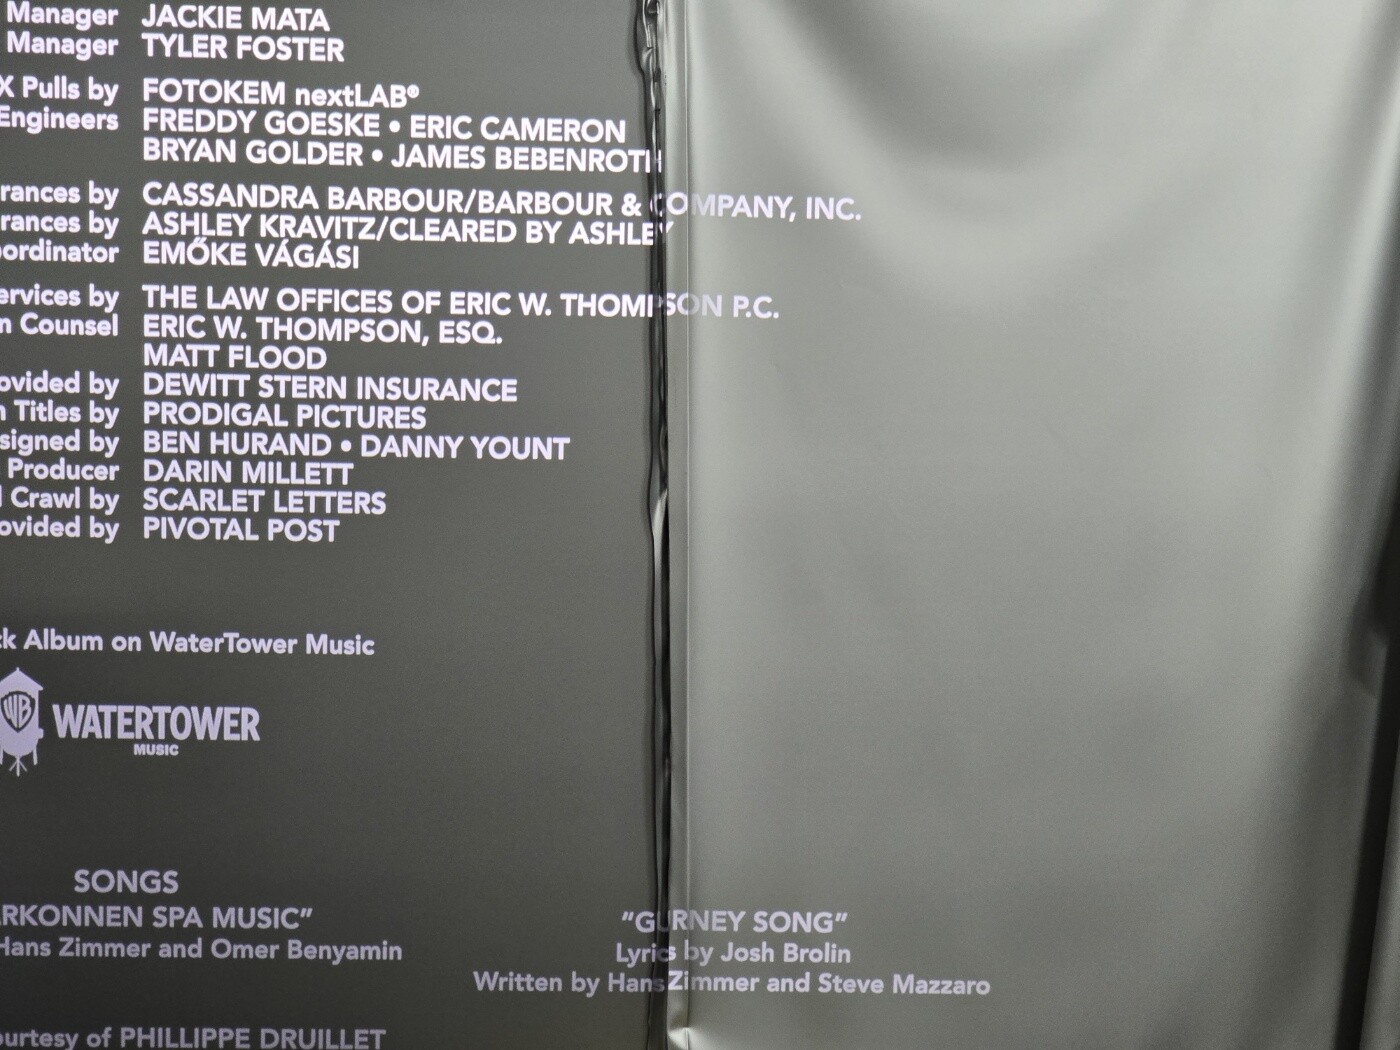 Manager JACKIE MATA
Manager TYLER FOSTER
X Pulls by FOTOKEM nextLAB®
Engineers FREDDY GOESKE • ERIC CAMERON
BRYAN GOLDER • JAMES BEBENROTH
rances by CASSANDRA BARBOUR/BARBOUR & COMPANY, INC.
rances by ASHLEY KRAVITZ/CLEARED BY ASHLEY
ordinator EMŐKE VÁGÁSI
ervices by THE LAW OFFICES OF ERIC W. THOMPSON P.C.
n Counsel ERIC W. THOMPSON, ESQ.
MATT FLOOD
ovided by DEWITT STERN INSURANCE
n Titles by PRODIGAL PICTURES
signed by BEN HURAND • DANNY YOUNT
Producer DARIN MILLETT
l Crawl by SCARLET LETTERS
ovided by PIVOTAL POST
ck Album on WaterTower Music
WB WATERTOWER
MUSIC
SONGS
RKONNEN SPA MUSIC”
Hans Zimmer and Omer Benyamin
“GURNEY SONG”
Lyrics by Josh Brolin
Written by Hans Zimmer and Steve Mazzaro
ourtesy of PHILLIPPE DRUILLET